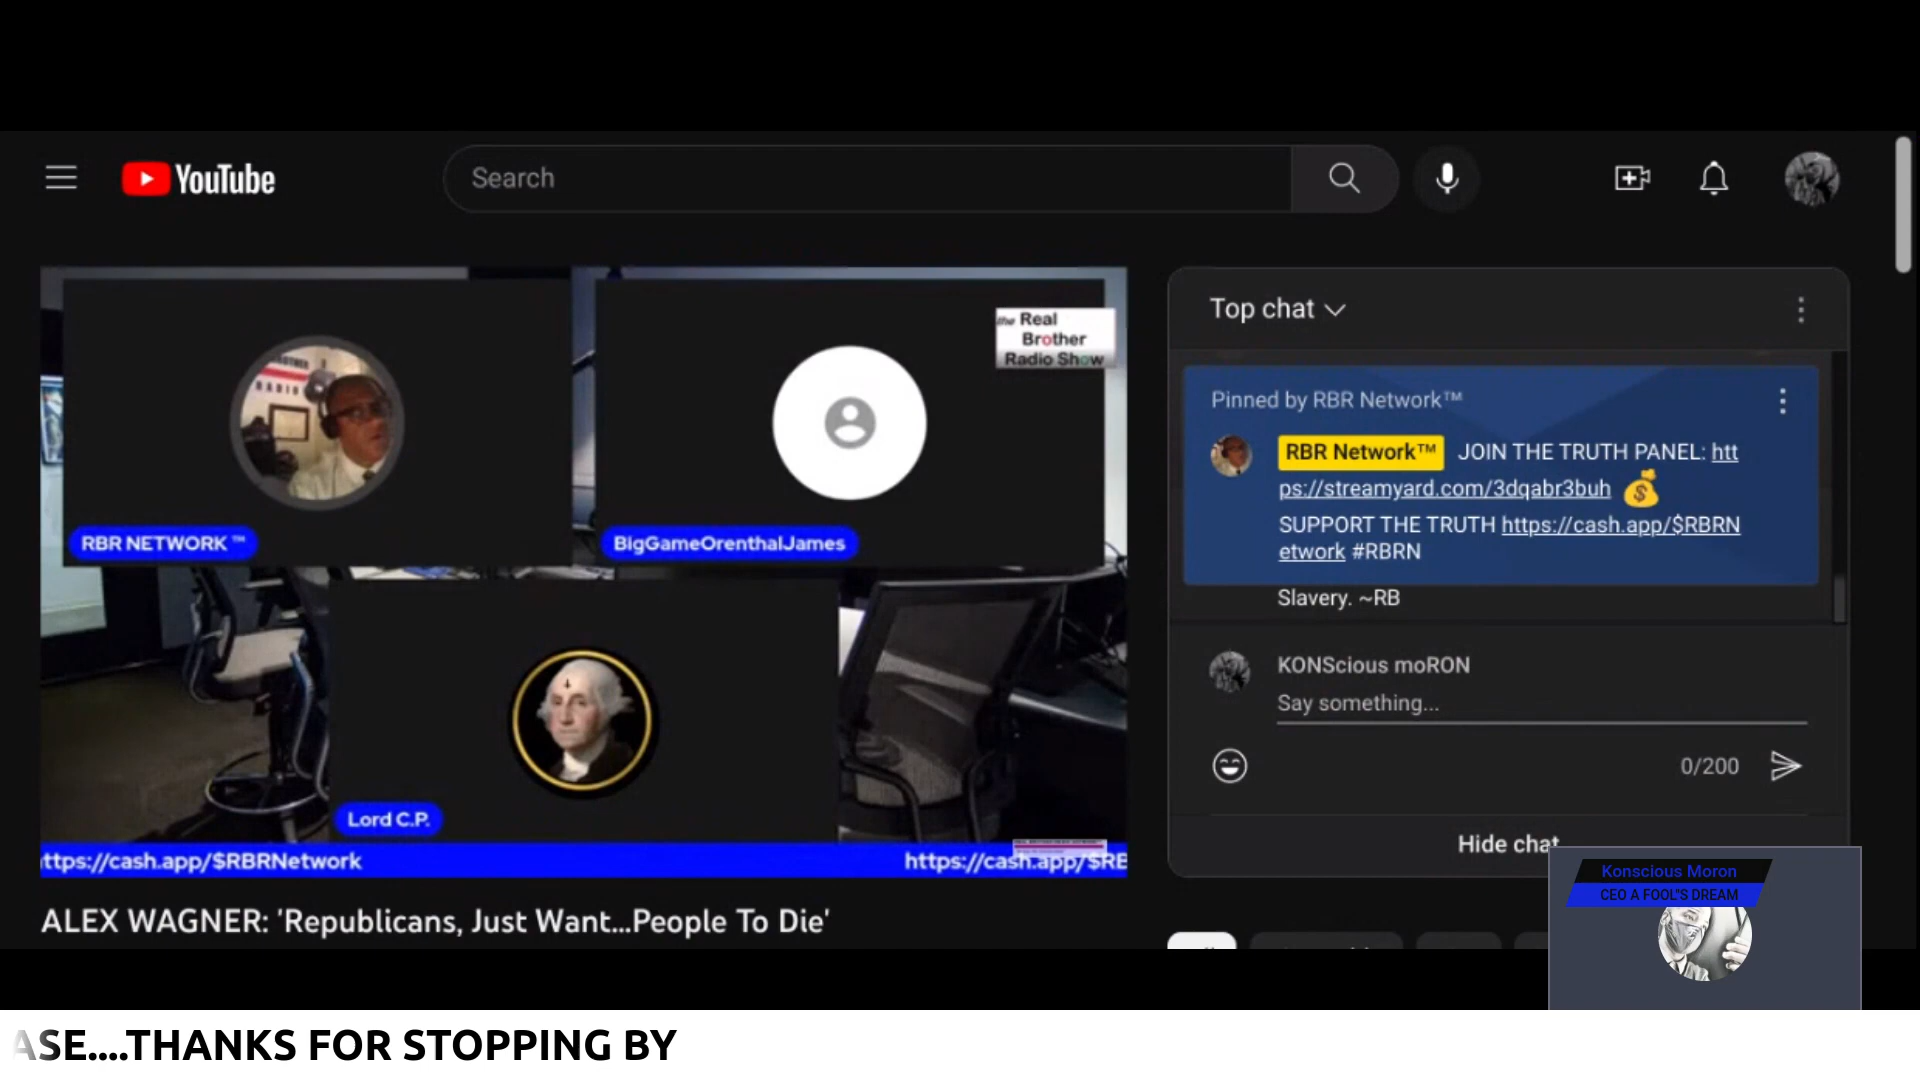 YouTube
Search
the Real
Brother
Radio Show
RBR NETWORK ™
BigGameOrenthalJames
Lord C.P.
ttps://cash.app/$RBRNetwork
https://cash.app/$RB
ALEX WAGNER: 'Republicans, Just Want...People To Die'
Top chat
Pinned by RBR Network™
RBR Network™ JOIN THE TRUTH PANEL: htt
ps://streamyard.com/3dqabr3buh 💰
SUPPORT THE TRUTH https://cash.app/$RBRN
etwork #RBRN
Slavery. ~RB
KONScious moRON
Say something...
0/200
Hide chat
Konscious Moron
CEO A FOOL"S DREAM
ASE....THANKS FOR STOPPING BY